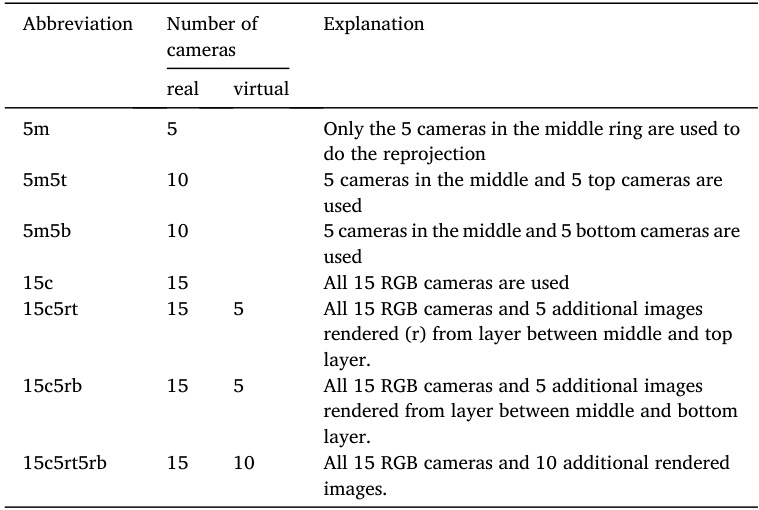 Abbreviation Number of Explanation
cameras
real virtual
5m 5 Only the 5 cameras in the middle ring are used to
do the reprojection
5m5t 10 5 cameras in the middle and 5 top cameras are
used
5m5b 10 5 cameras in the middle and 5 bottom cameras are
used
15c 15 All 15 RGB cameras are used
15c5rt 15 5 All 15 RGB cameras and 5 additional images
rendered (r) from layer between middle and top
layer.
15c5rb 15 5 All 15 RGB cameras and 5 additional images
rendered from layer between middle and bottom
layer.
15c5rt5rb 15 10 All 15 RGB cameras and 10 additional rendered
images.